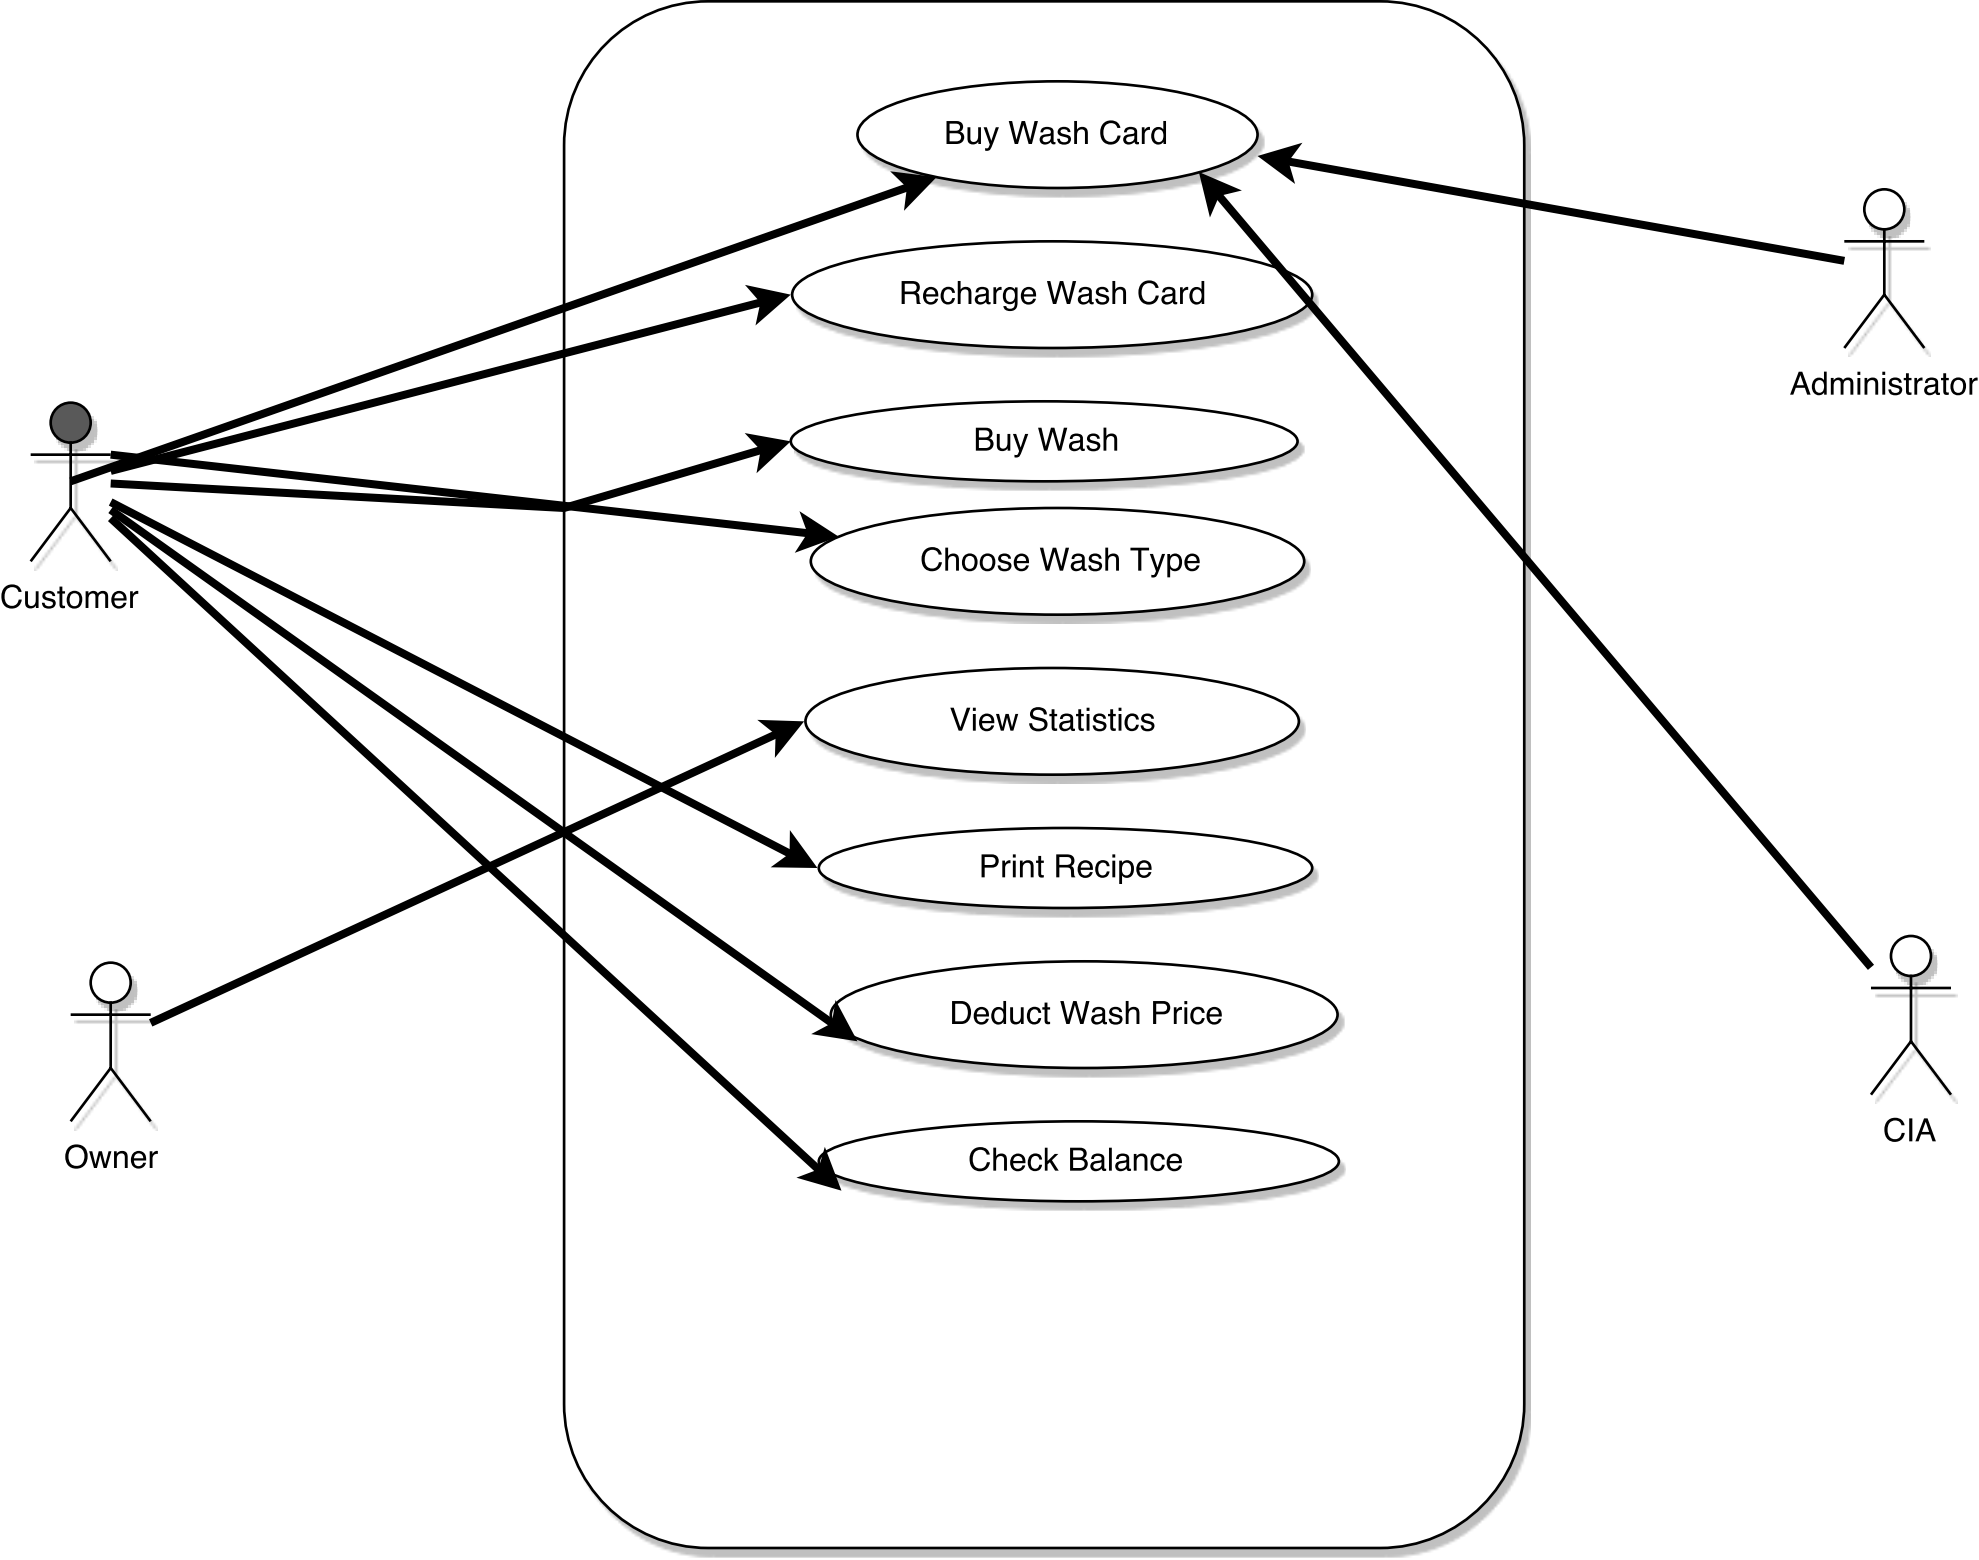 Buy Wash Card
Recharge Wash Card
Administrator
Buy Wash
Choose Wash Type
Customer
View Statistics
Print Recipe
Deduct Wash Price
CIA
Owner
Check Balance